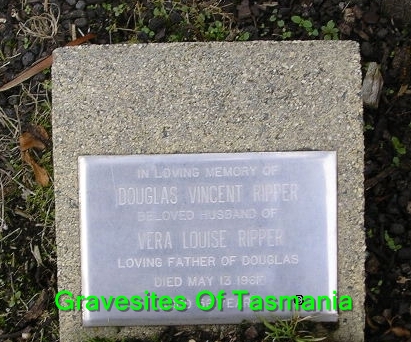 IN LOVING MEMORY OF
DOUGLAS VINCENT RIPPER
BELOVED HUSBAND OF
VERA LOUISE RIPPER
LOVING FATHER OF DOUGLAS
DIED MAY 13
Gravesites Of Tasmania